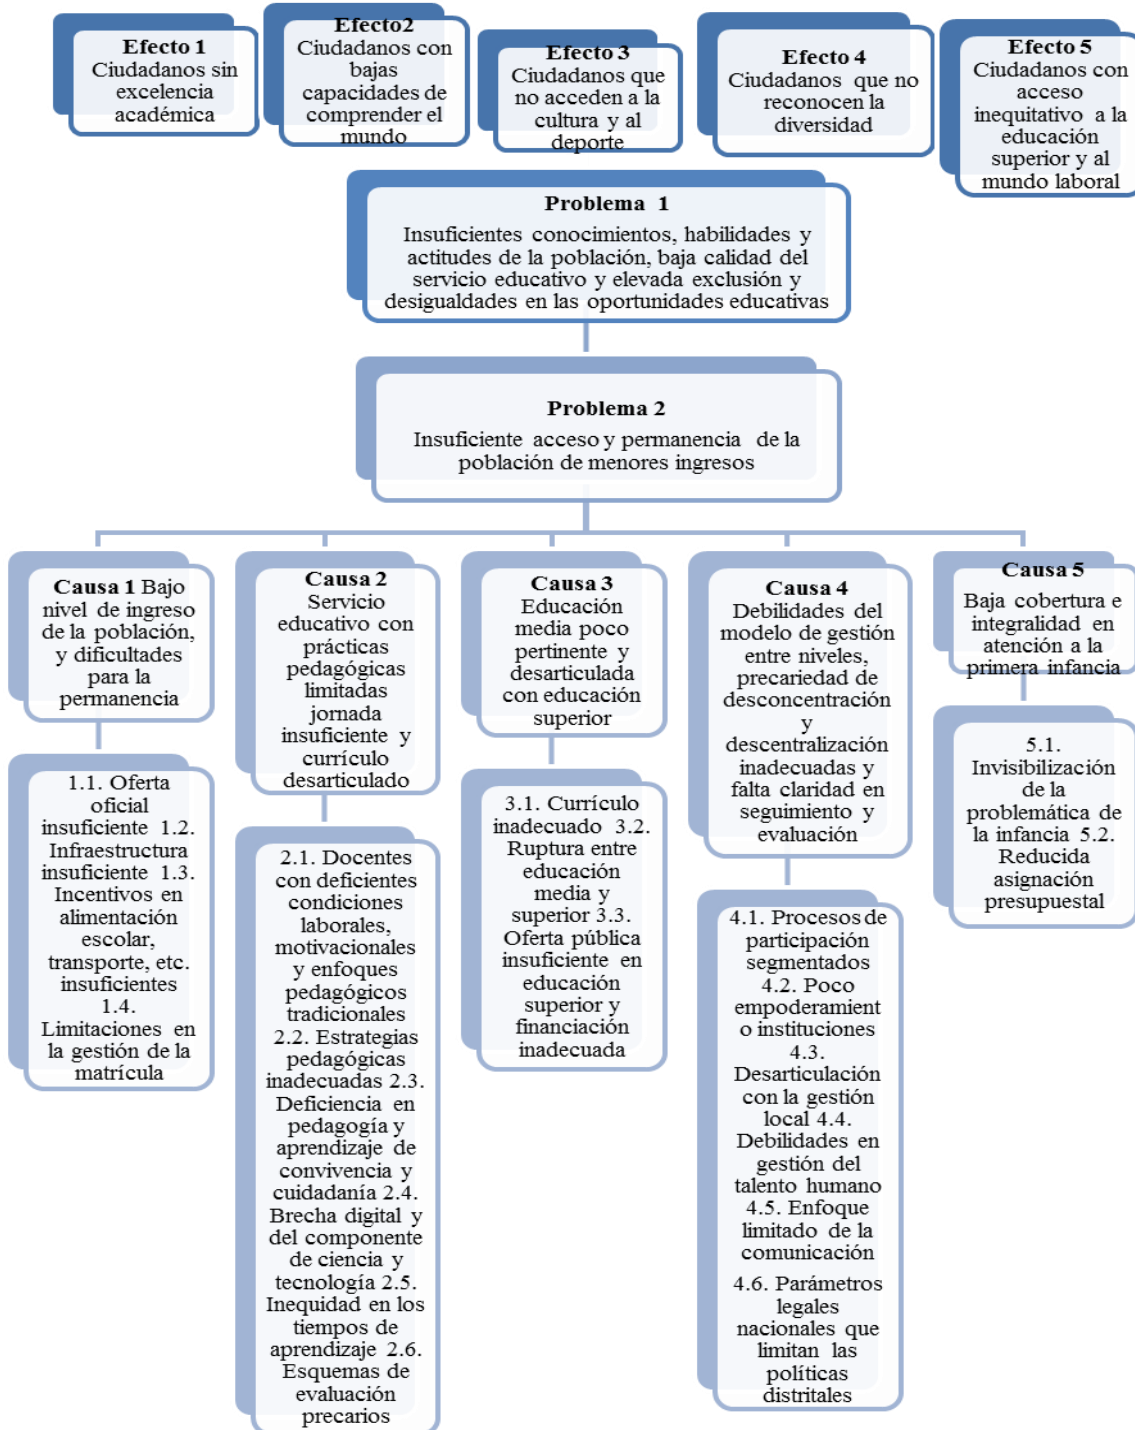 Efecto 1
Ciudadanos sin
excelencia
académica
Efecto2
Ciudadanos con
bajas
capacidades de
comprender el
mundo
Efecto 3
Ciudadanos que
no acceden a la
cultura y al
deporte
Efecto 4
Ciudadanos que no
reconocen la
diversidad
Efecto 5
Ciudadanos con
acceso
inequitativo a la
educación
superior y al
mundo laboral
Problema 1
Insuficientes conocimientos, habilidades y
actitudes de la población, baja calidad del
servicio educativo y elevada exclusión y
desigualdades en las oportunidades educativas
Problema 2
Insuficiente acceso y permanencia de la
población de menores ingresos
Causa 1 Bajo
nivel de ingreso
de la población,
y dificultades
para la
permanencia
1.1. Oferta
oficial
insuficiente 1.2.
Infraestructura
insuficiente 1.3.
Incentivos en
alimentación
escolar,
transporte, etc.
insuficientes
1.4.
Limitaciones en
la gestión de la
matrícula
Causa 2
Servicio
educativo con
prácticas
pedagógicas
limitadas
jornada
insuficiente y
currículo
desarticulado
2.1. Docentes
con deficientes
condiciones
laborales,
motivacionales
y enfoques
pedagógicos
tradicionales
2.2. Estrategias
pedagógicas
inadecuadas 2.3.
Deficiencia en
pedagogía y
aprendizaje de
convivencia y
cuidadanía 2.4.
Brecha digital y
del componente
de ciencia y
tecnología 2.5.
Inequidad en los
tiempos de
aprendizaje 2.6.
Esquemas de
evaluación
precarios
Causa 3
Educación
media poco
pertinente y
desarticulada
con educación
superior
3.1. Currículo
inadecuado 3.2.
Ruptura entre
educación
media y
superior 3.3.
Oferta pública
insuficiente en
educación
superior y
financiación
inadecuada
Causa 4
Debilidades del
modelo de gestión
entre niveles,
precariedad de
desconcentración
y
descentralización
inadecuadas y
falta claridad en
seguimiento y
evaluación
4.1. Procesos de
participación
segmentados
4.2. Poco
empoderamient
o instituciones
4.3.
Desarticulación
con la gestión
local 4.4.
Debilidades en
gestión del
talento humano
4.5. Enfoque
limitado de la
comunicación
4.6. Parámetros
legales
nacionales que
limitan las
políticas
distritales
Causa 5
Baja cobertura e
integralidad en
atención a la
primera infancia
5.1.
Invisibilización
de la
problemática de
la infancia 5.2.
Reducida
asignación
presupuestal